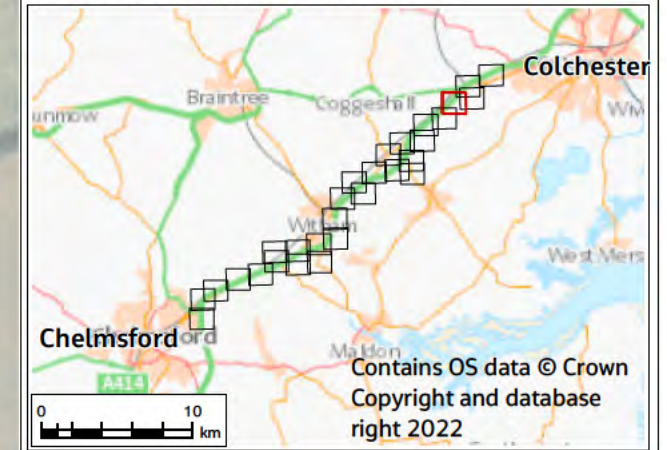 Colchester
Braintree
Coggeshall
unmow
Witham
West Mers
Chelmsford
Maldon
A414
Contains OS data © Crown
Copyright and database
right 2022
0 10
km